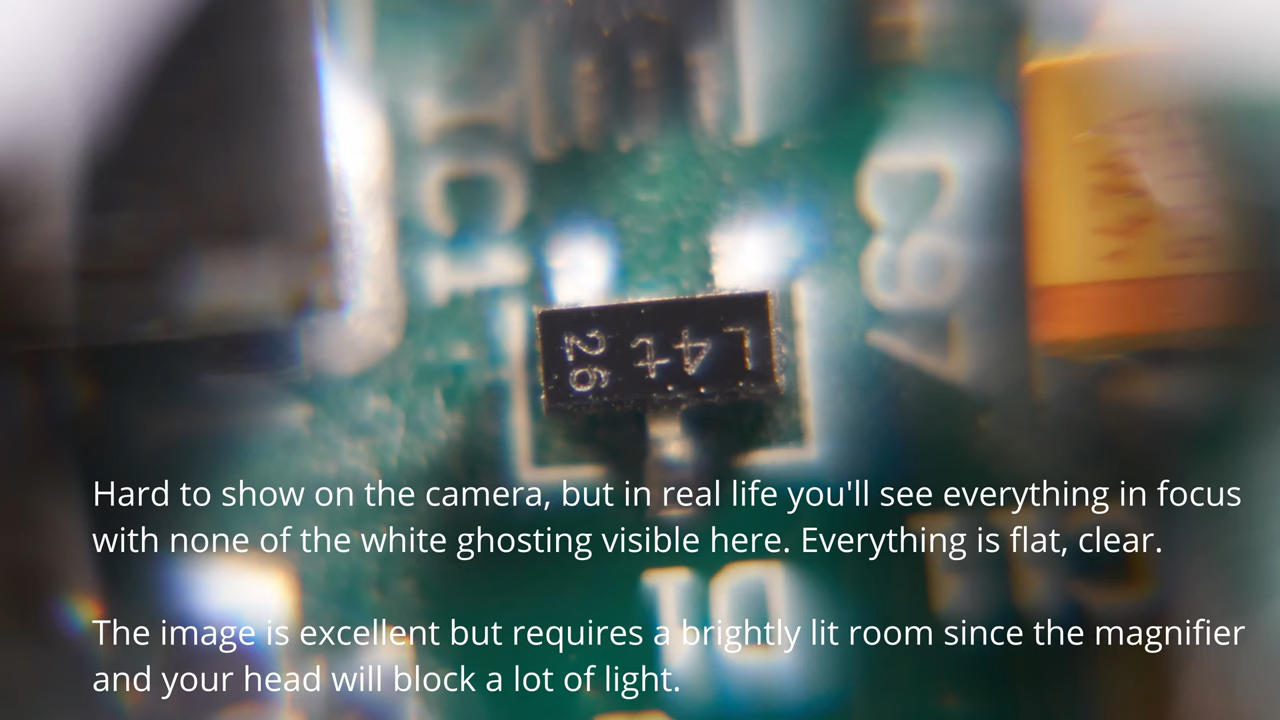 IC1
C97
L4t
26
Hard to show on the camera, but in real life you'll see everything in focus
with none of the white ghosting visible here. Everything is flat, clear.
D1
The image is excellent but requires a brightly lit room since the magnifier
and your head will block a lot of light.